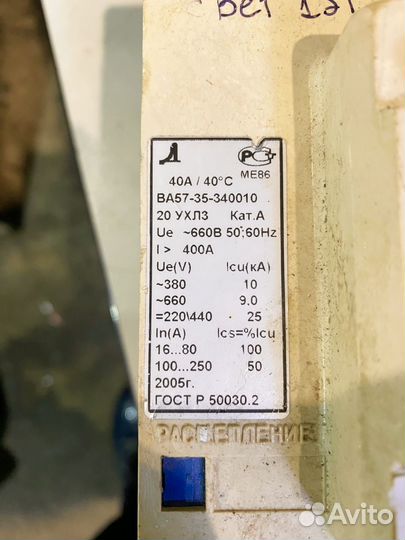 МЕ86
40А / 40°С
ВА57-35-340010
20 УХЛ3 Кат.А
Ue ~660В 50;60Hz
I > 400А
Ue(V) Icu(кА)
~380 10
~660 9.0
=220\440 25
In(A) Ics=%Icu
16...80 100
100...250 50
2005г.
ГОСТ Р 50030.2
РАСЦЕПЛЕНИЕ
Avito